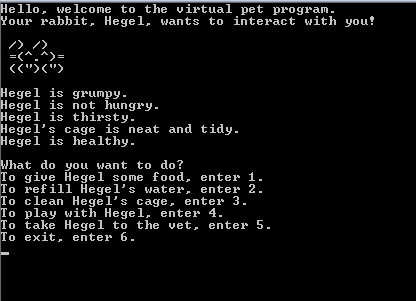 Hello, welcome to the virtual pet program.
Your rabbit, Hegel, wants to interact with you!
/) /)
=(^.^)=
((")(")
Hegel is grumpy.
Hegel is not hungry.
Hegel is thirsty.
Hegel's cage is neat and tidy.
Hegel is healthy.
What do you want to do?
To give Hegel some food, enter 1.
To refill Hegel's water, enter 2.
To clean Hegel's cage, enter 3.
To play with Hegel, enter 4.
To take Hegel to the vet, enter 5.
To exit, enter 6.